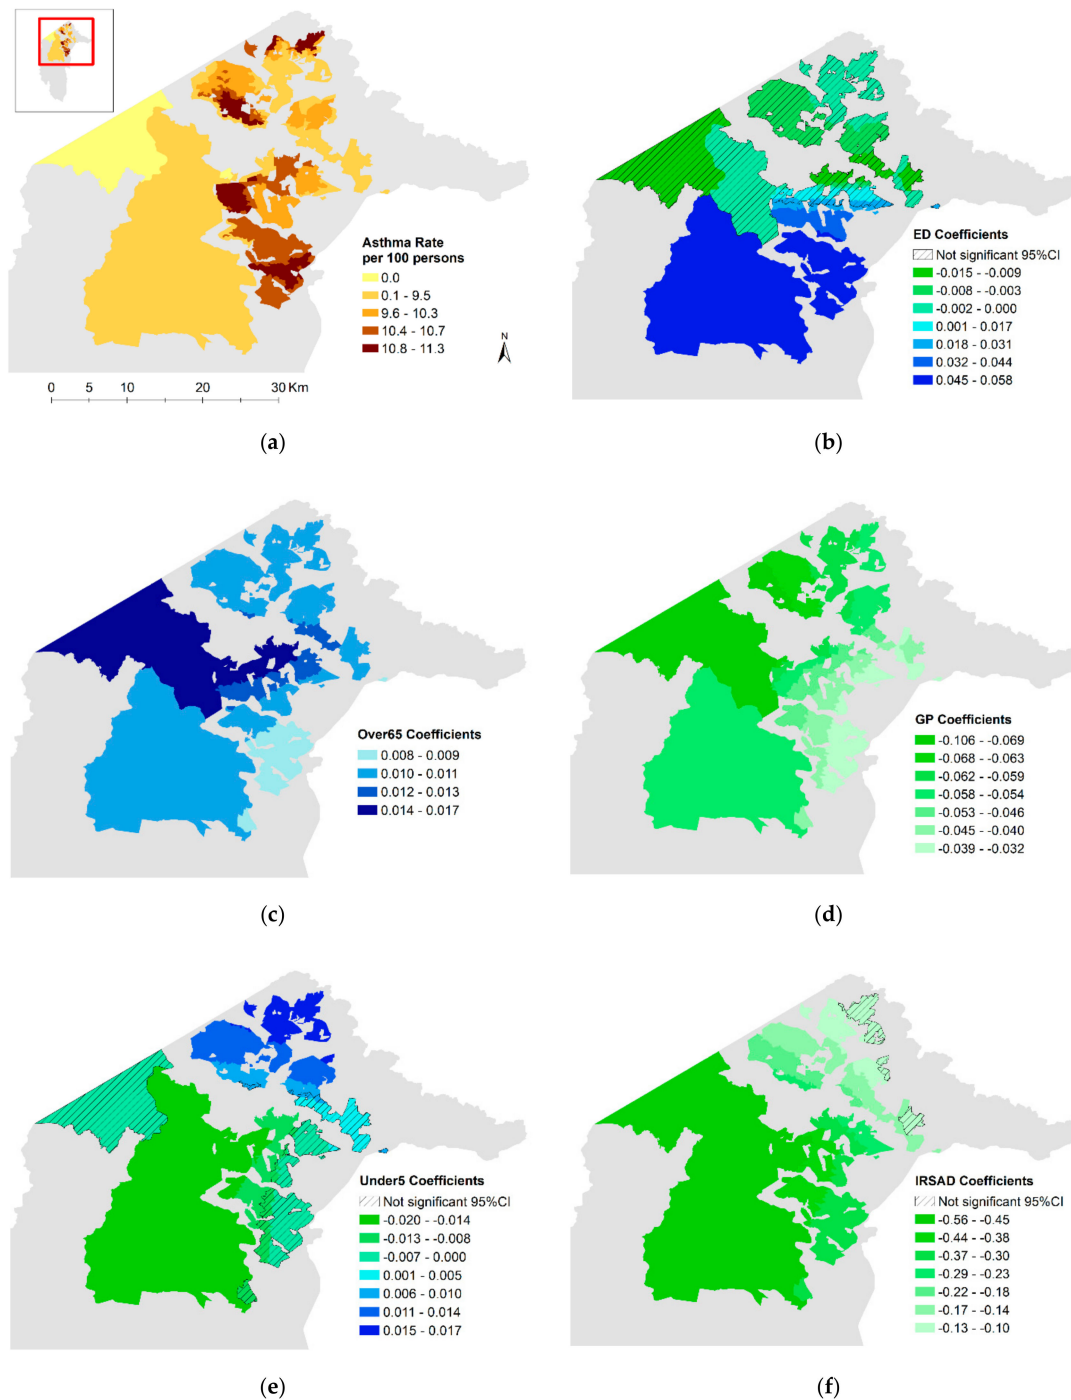 Asthma Rate
per 100 persons
0.0
0.1 - 9.5
9.6 - 10.3
10.4 - 10.7
10.8 - 11.3
N
0 5 10 20 30 Km
(a)
ED Coefficients
Not significant 95%CI
-0.015 - -0.009
-0.008 - -0.003
-0.002 - 0.000
0.001 - 0.017
0.018 - 0.031
0.032 - 0.044
0.045 - 0.058
(b)
Over65 Coefficients
0.008 - 0.009
0.010 - 0.011
0.012 - 0.013
0.014 - 0.017
(c)
GP Coefficients
-0.106 - -0.069
-0.068 - -0.063
-0.062 - -0.059
-0.058 - -0.054
-0.053 - -0.046
-0.045 - -0.040
-0.039 - -0.032
(d)
Under5 Coefficients
Not significant 95%CI
-0.020 - -0.014
-0.013 - -0.008
-0.007 - 0.000
0.001 - 0.005
0.006 - 0.010
0.011 - 0.014
0.015 - 0.017
(e)
IRSAD Coefficients
Not significant 95%CI
-0.56 - -0.45
-0.44 - -0.38
-0.37 - -0.30
-0.29 - -0.23
-0.22 - -0.18
-0.17 - -0.14
-0.13 - -0.10
(f)